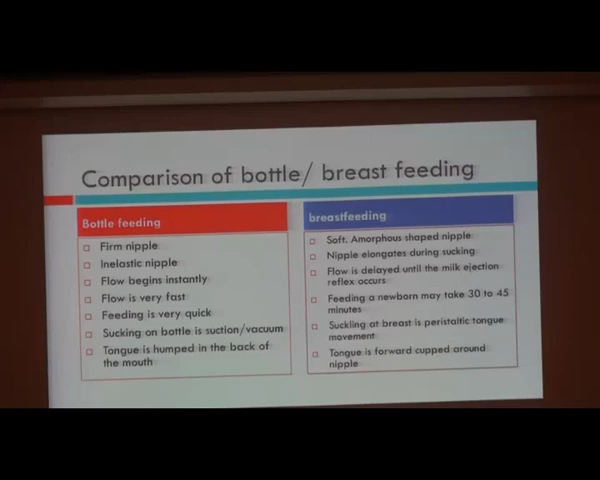 Comparison of bottle/ breast feeding
Bottle feeding
Firm nipple
Inelastic nipple
Flow begins instantly
Flow is very fast
Feeding is very quick
Sucking on bottle is suction/vacuum
Tongue is humped in the back of
the mouth
breastfeeding
Soft. Amorphous shaped nipple
Nipple elongates during sucking
Flow is delayed until the milk ejection
reflex occurs
Feeding a newborn may take 30 to 45
minutes
Suckling at breast is peristaltic tongue
movement
Tongue is forward cupped around
nipple